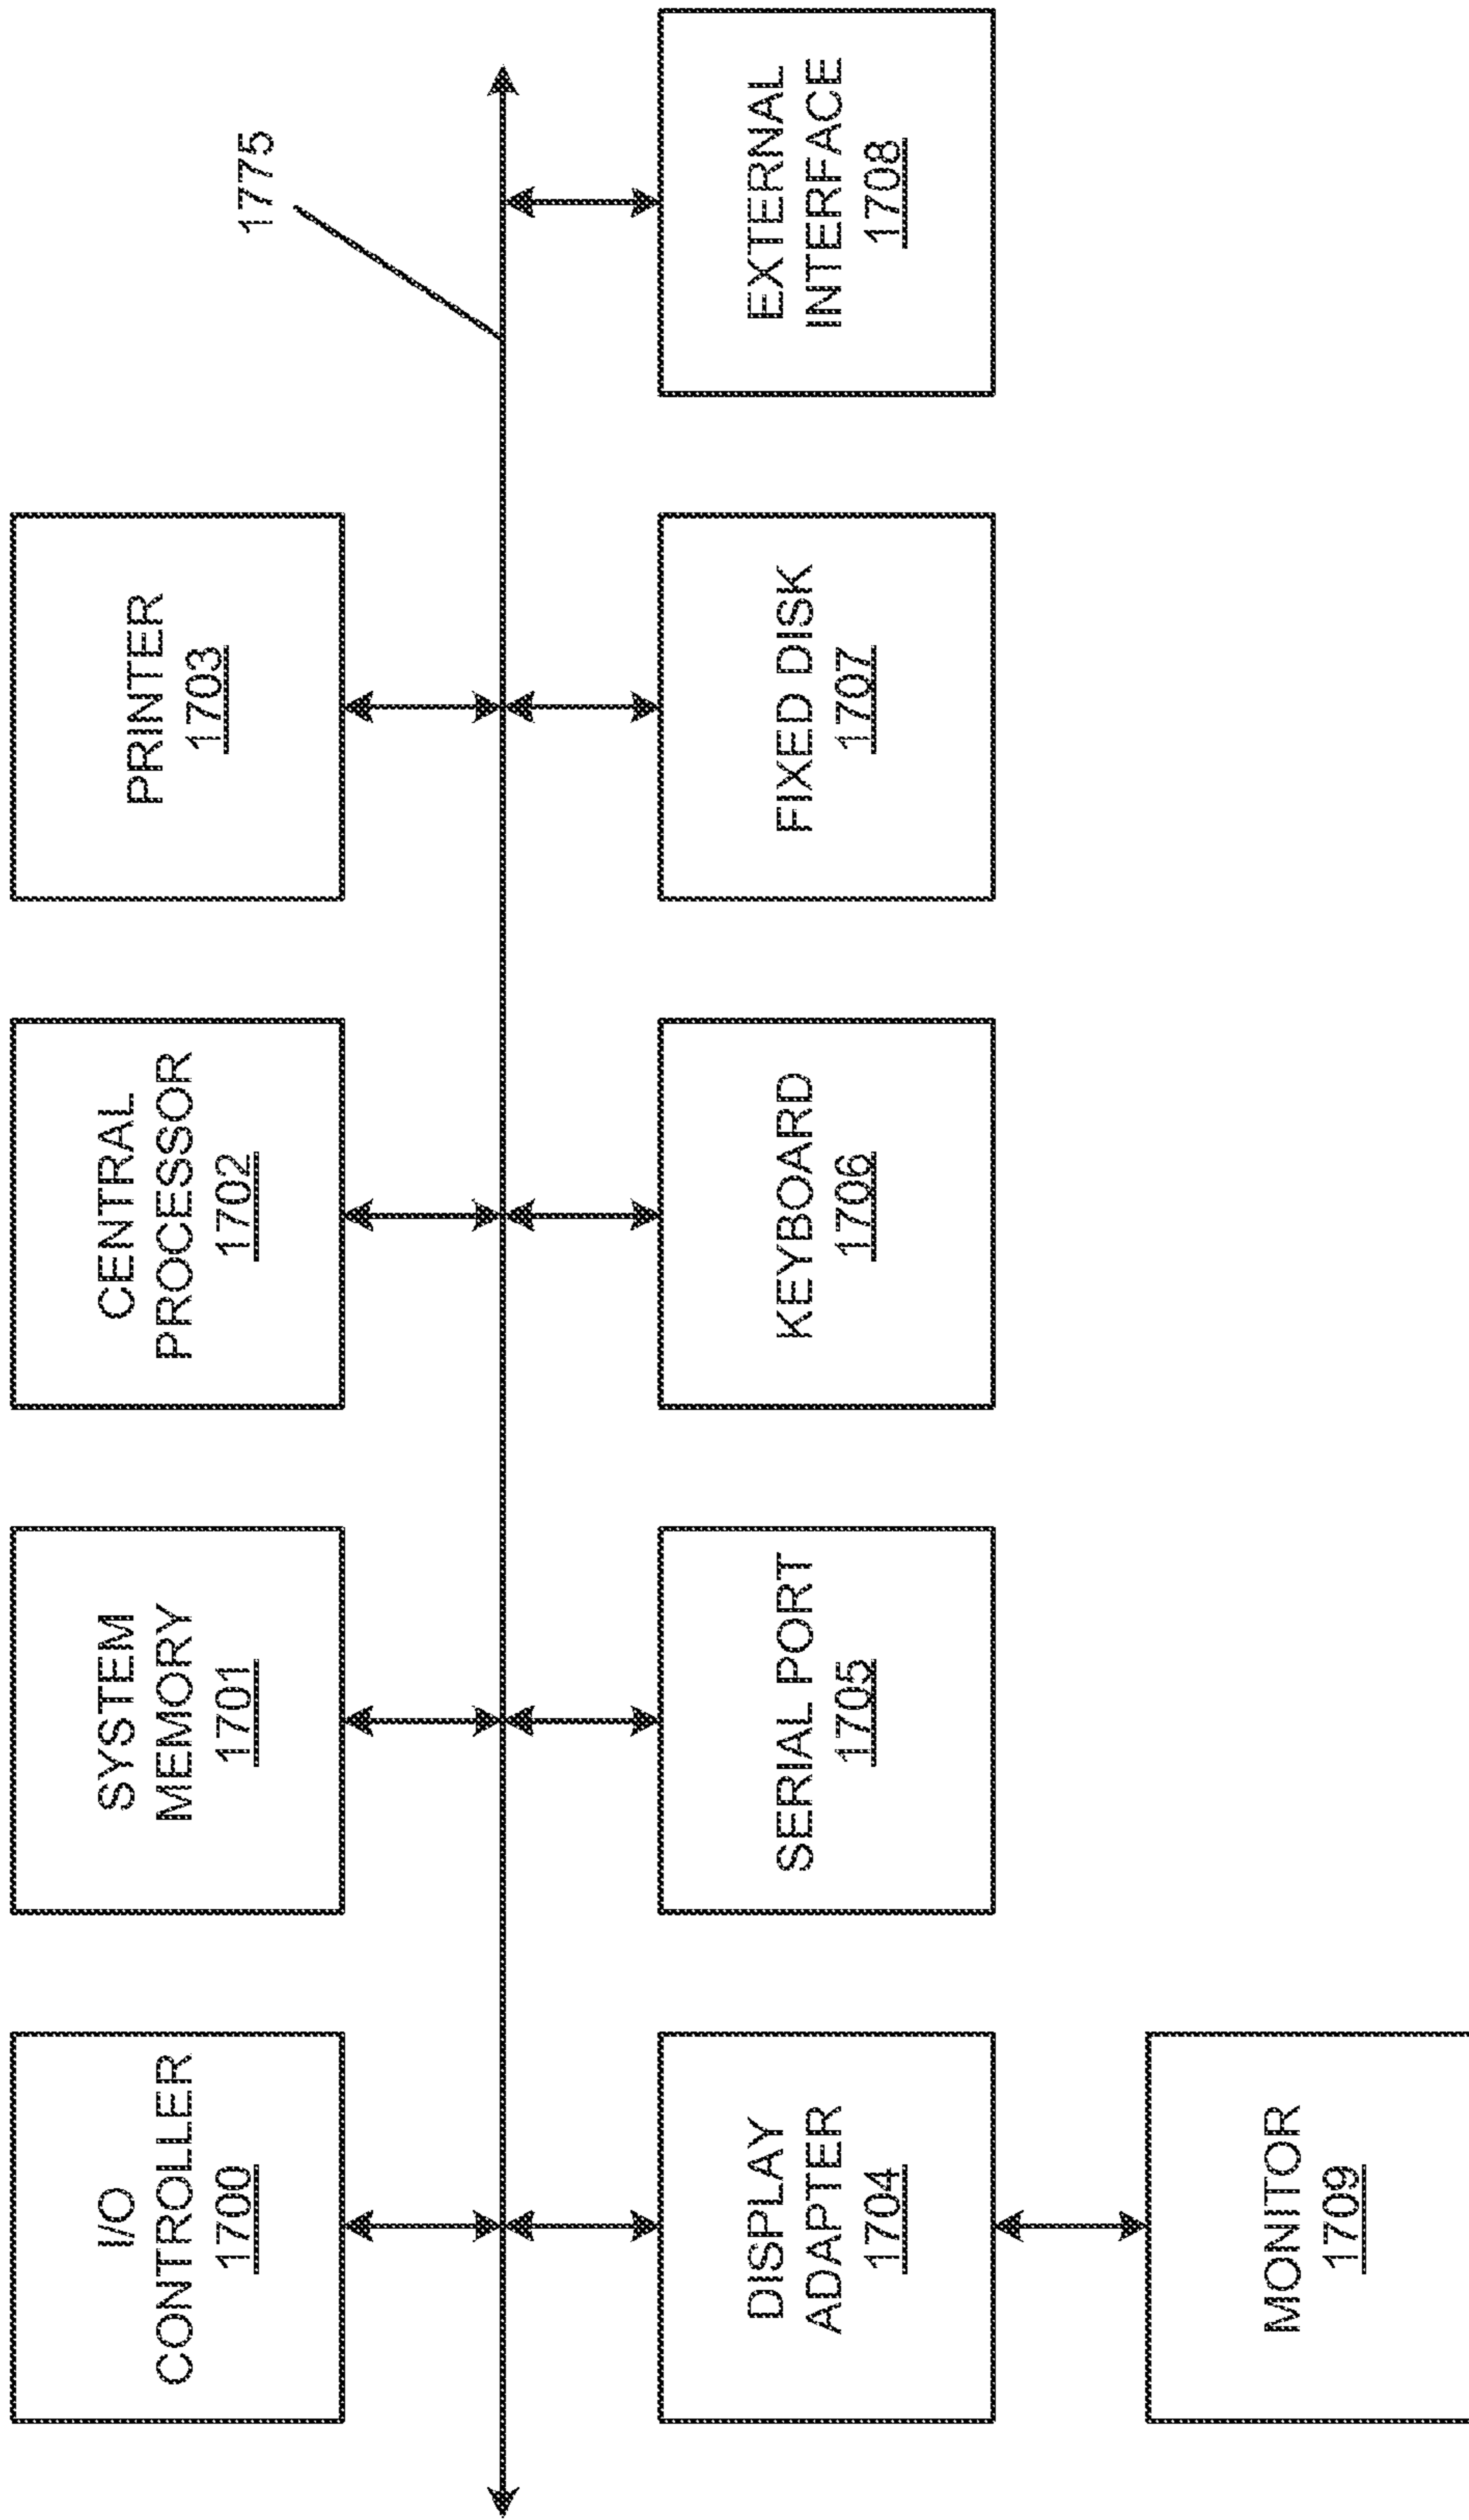 I/O
CONTROLLER
1700
SYSTEM
MEMORY
1701
CENTRAL
PROCESSOR
1702
PRINTER
1703
1775
DISPLAY
ADAPTER
1704
SERIAL PORT
1705
KEYBOARD
1706
FIXED DISK
1707
EXTERNAL
INTERFACE
1708
MONITOR
1709